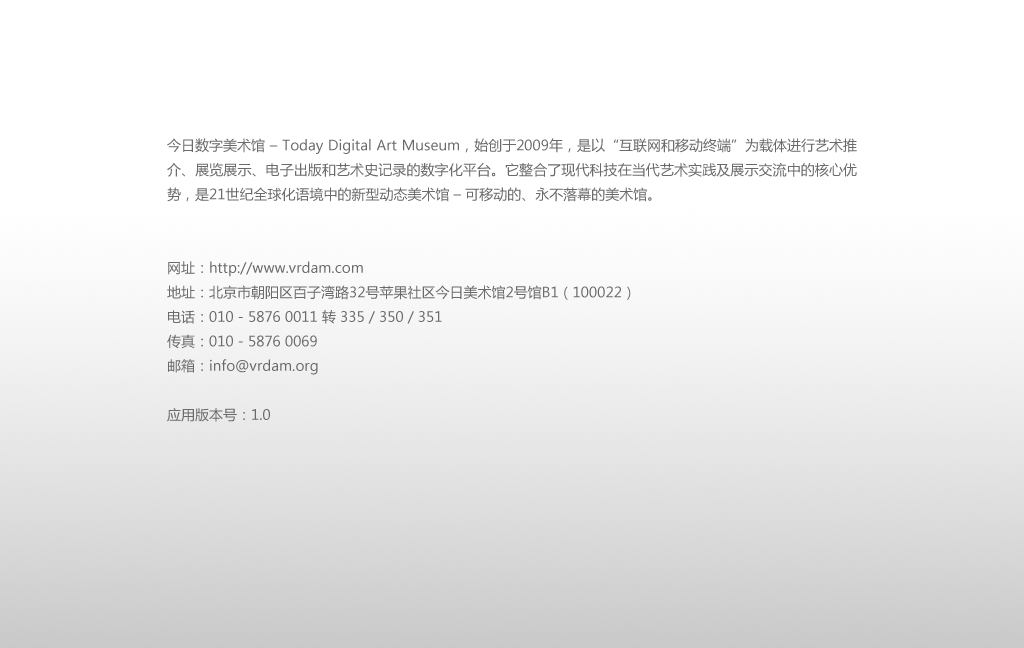 今日数字美术馆 – Today Digital Art Museum，始创于2009年，是以“互联网和移动终端”为载体进行艺术推
介、展览展示、电子出版和艺术史记录的数字化平台。它整合了现代科技在当代艺术实践及展示交流中的核心优
势，是21世纪全球化语境中的新型动态美术馆 – 可移动的、永不落幕的美术馆。
网址：http://www.vrdam.com
地址：北京市朝阳区百子湾路32号苹果社区今日美术馆2号馆B1（100022）
电话：010 - 5876 0011 转 335 / 350 / 351
传真：010 - 5876 0069
邮箱：info@vrdam.org
应用版本号：1.0